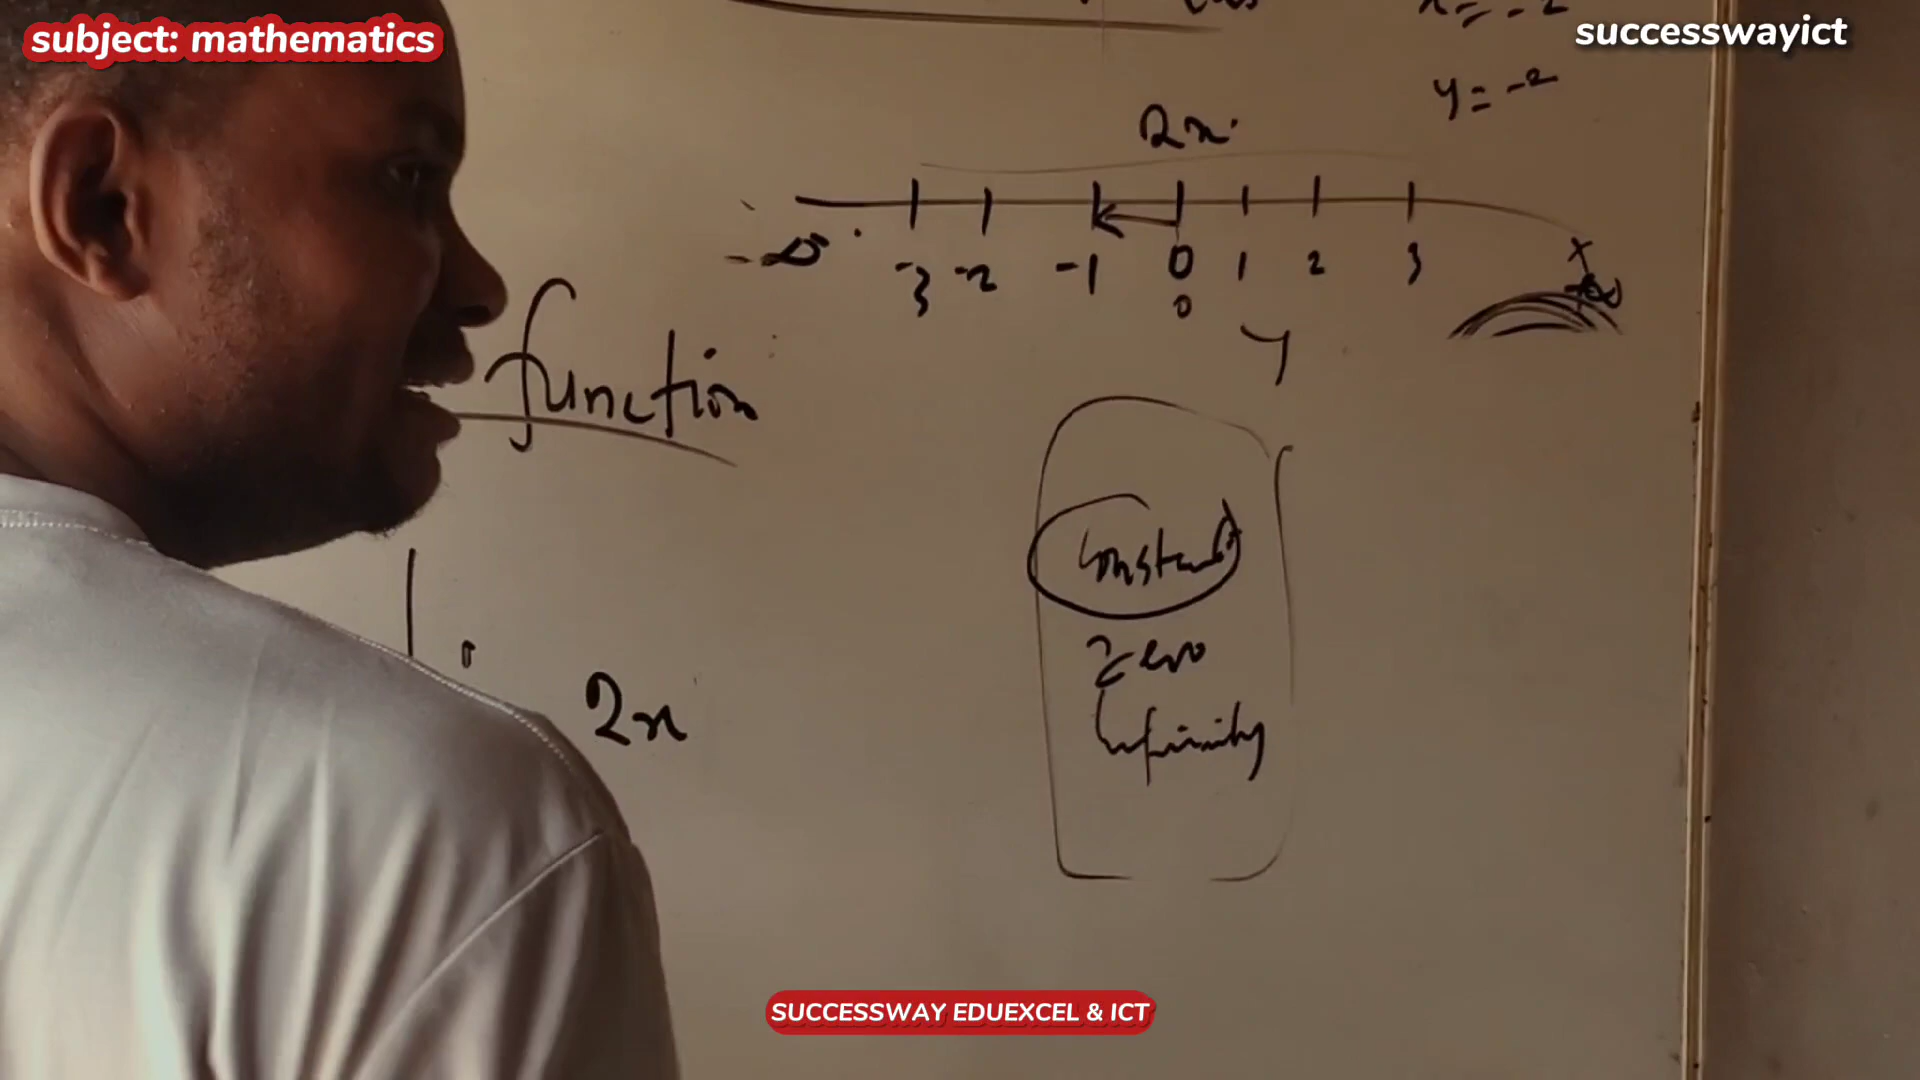 subject: mathematics
successwayict
y = -2
2x
-∞ -3 -2 -1 0 1 2 3 +∞
0
y
function
constant
zero
Infinity
2x
SUCCESSWAY EDUEXCEL & ICT